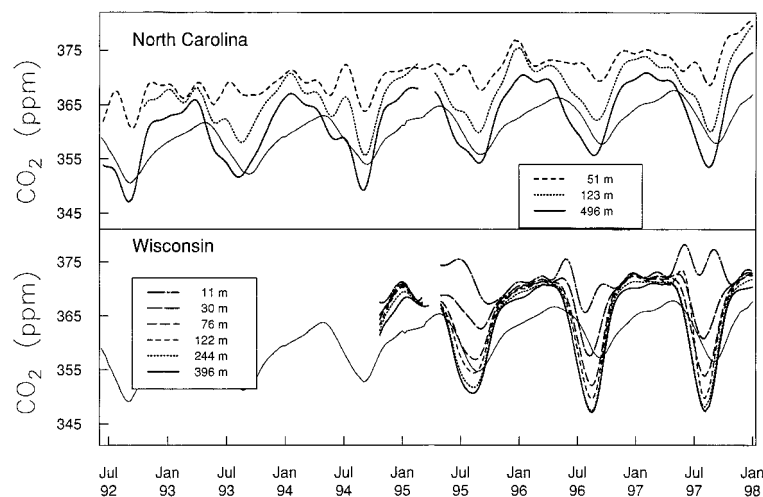 North Carolina
CO2 (ppm)
375
365
355
345
51 m
123 m
496 m
Wisconsin
CO2 (ppm)
375
365
355
345
11 m
30 m
76 m
122 m
244 m
396 m
Jul Jan Jul Jan Jul Jan Jul Jan Jul Jan Jul Jan
92 93 93 94 94 95 95 96 96 97 97 98